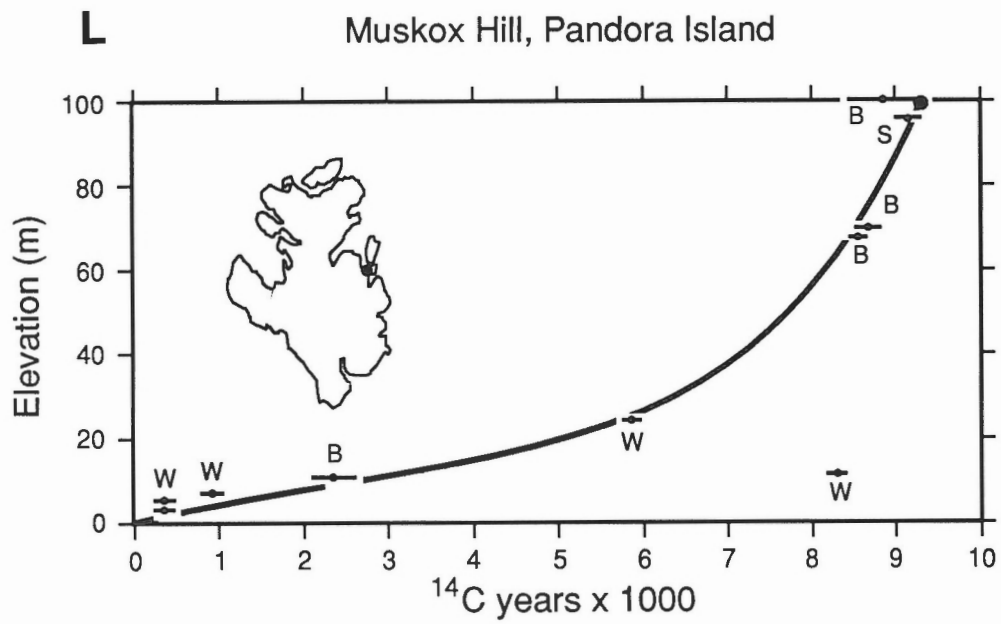 L
Muskox Hill, Pandora Island
Elevation (m)
100
80
60
40
20
0
B
S
B
B
W
W
B
W
W
0 1 2 3 4 5 6 7 8 9 10
14C years x 1000